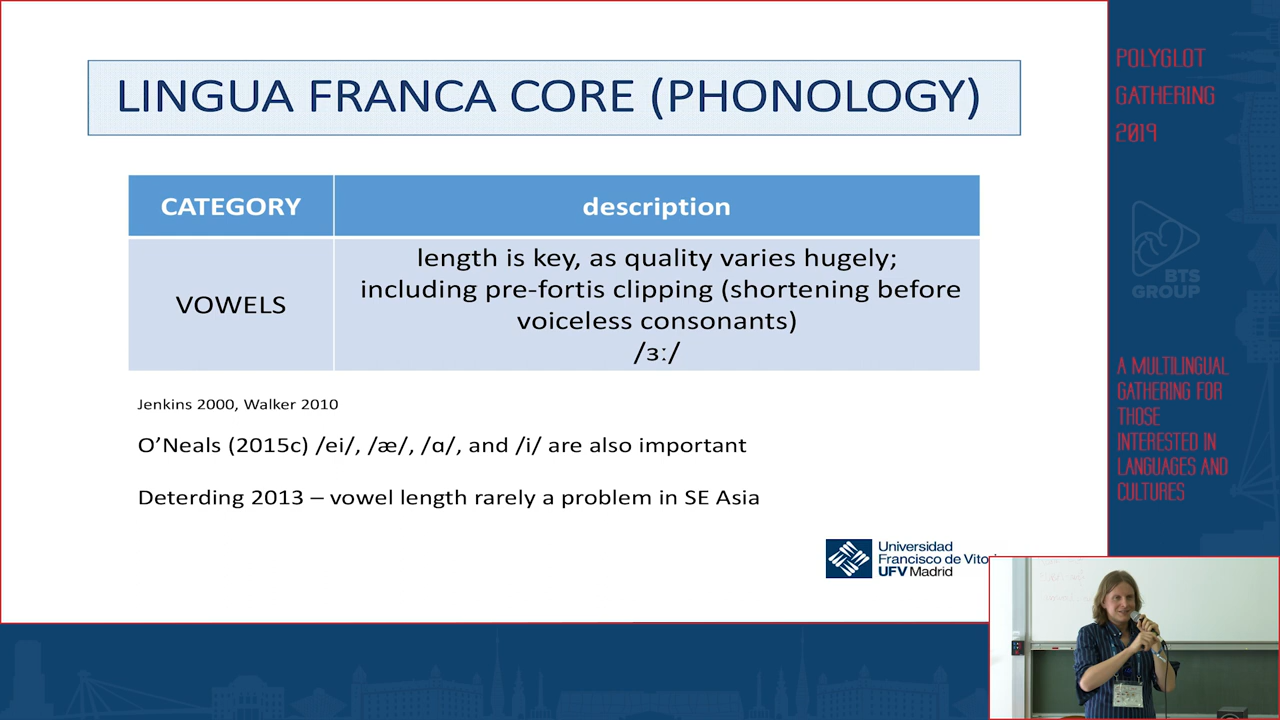 LINGUA FRANCA CORE (PHONOLOGY)
CATEGORY
description
VOWELS
length is key, as quality varies hugely;
including pre-fortis clipping (shortening before
voiceless consonants)
/ɜː/
Jenkins 2000, Walker 2010
O’Neals (2015c) /ei/, /æ/, /ɑ/, and /i/ are also important
Deterding 2013 – vowel length rarely a problem in SE Asia
Universidad
Francisco de Vitori
UFV Madrid
POLYGLOT
GATHERING
2019
BTS
GROUP
A MULTILINGUAL
GATHERING FOR
THOSE
INTERESTED IN
LANGUAGES AND
CULTURES